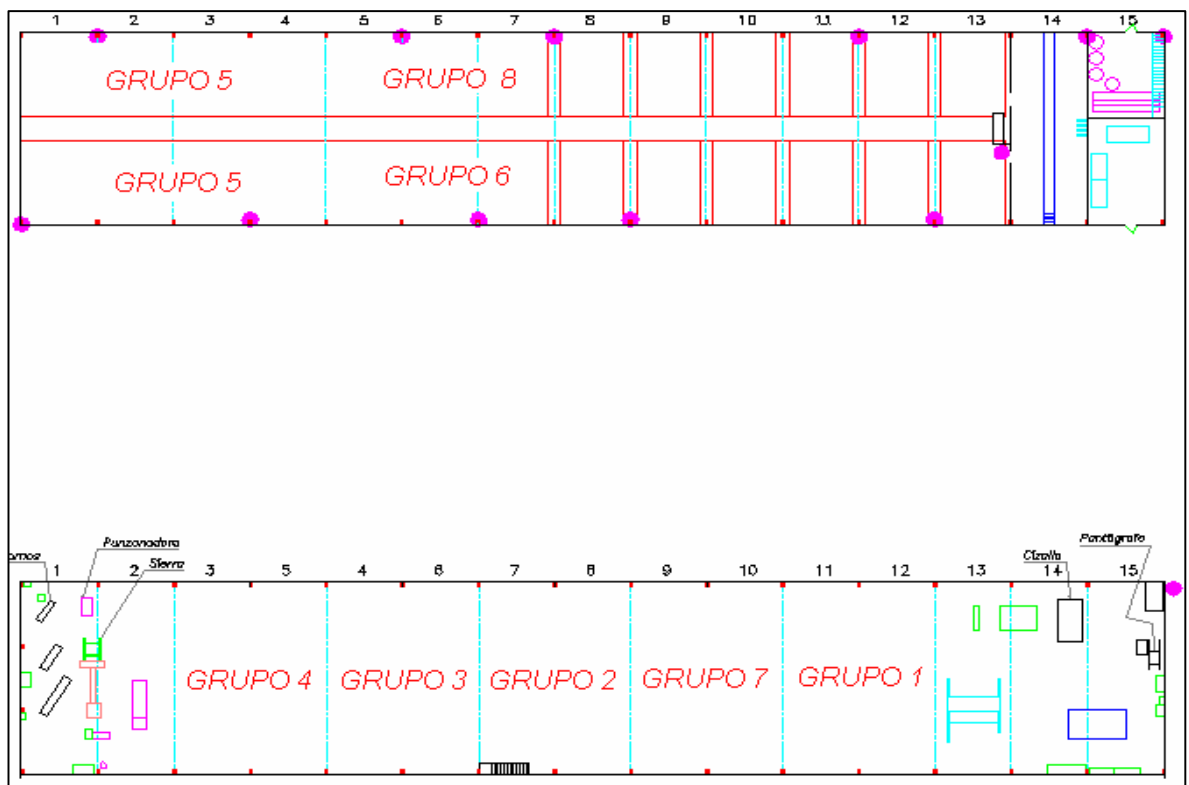 1 2 3 4 5 6 7 8 9 10 11 12 13 14 15
GRUPO 5
GRUPO 8
GRUPO 5
GRUPO 6
Punzonadora
Sierra
Cizalla
Pantógrafo
1 2 3 5 4 6 7 8 9 10 11 12 13 14 15
GRUPO 4
GRUPO 3
GRUPO 2
GRUPO 7
GRUPO 1